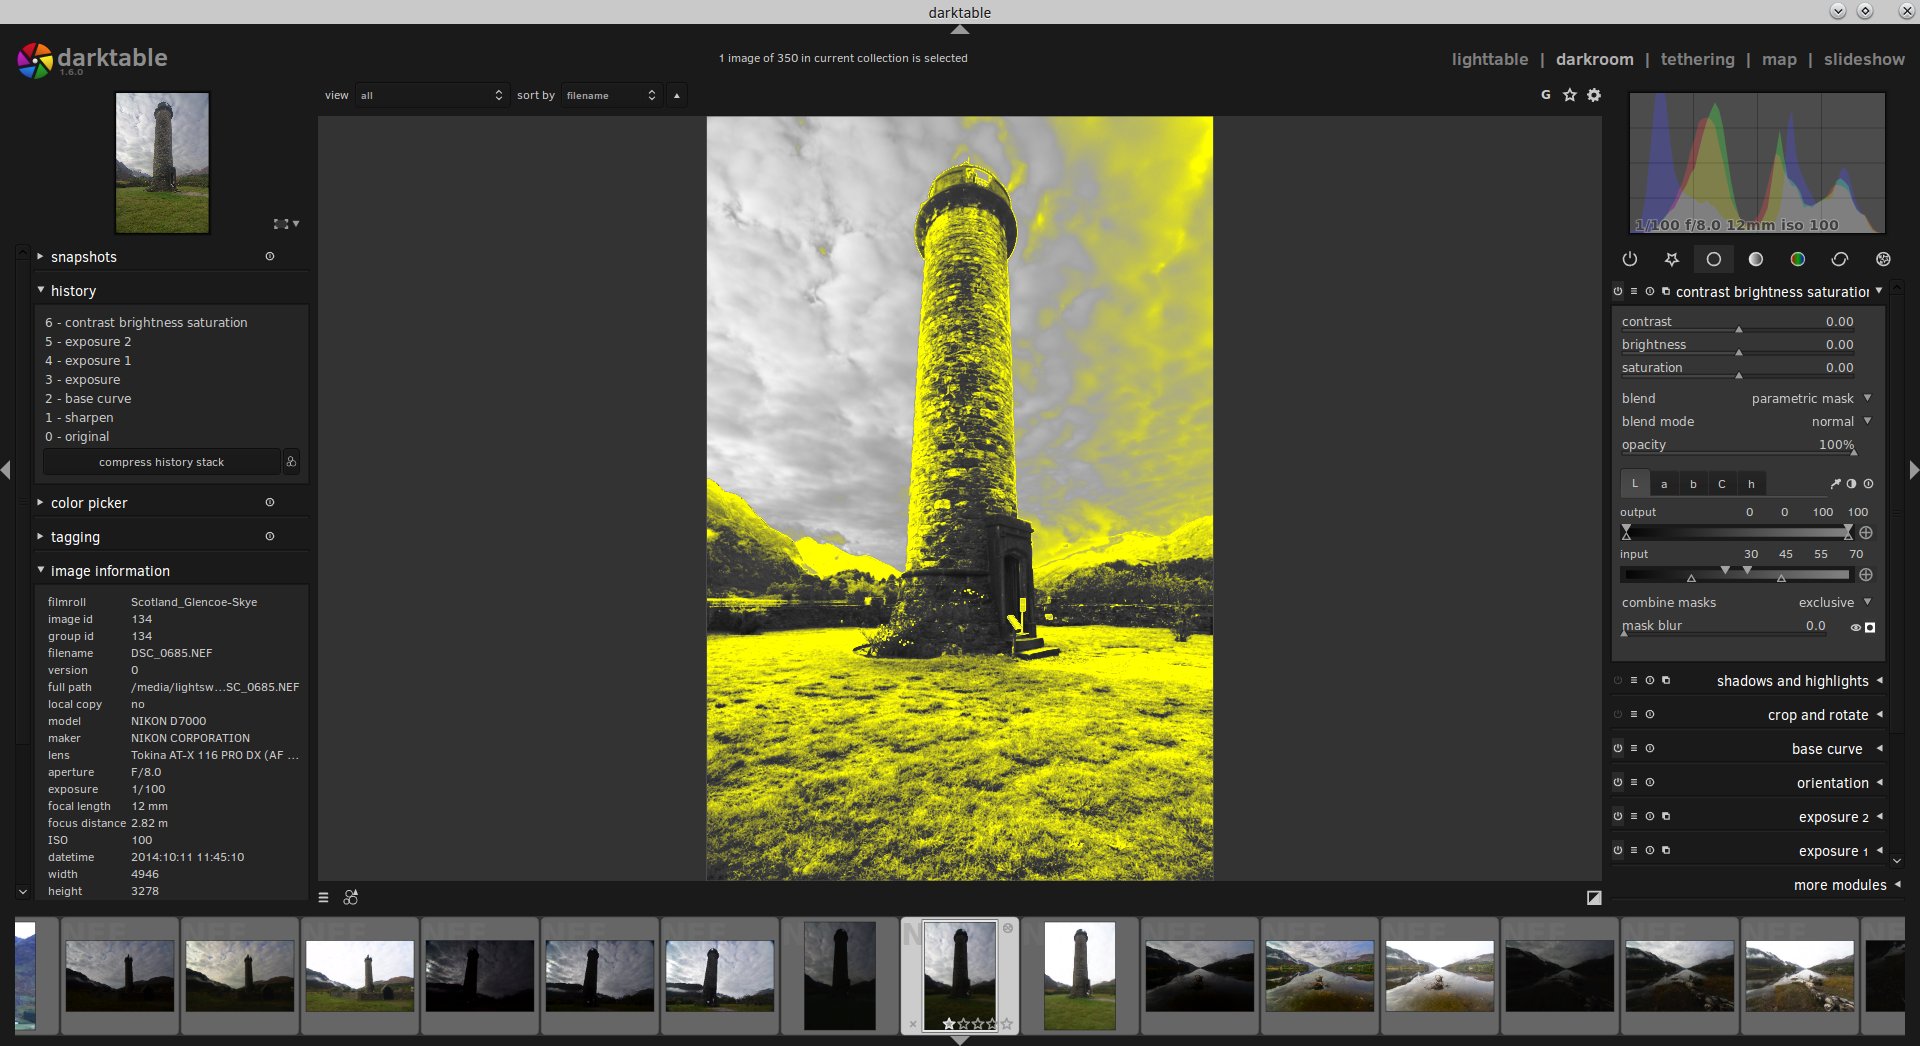 darktable
darktable
1.6.0
1 image of 350 in current collection is selected
lighttable | darkroom | tethering | map | slideshow
view all sort by filename
G
1/100 f/8.0 12mm iso 100
snapshots
history
6 - contrast brightness saturation
5 - exposure 2
4 - exposure 1
3 - exposure
2 - base curve
1 - sharpen
0 - original
compress history stack
color picker
tagging
image information
filmroll Scotland_Glencoe-Skye
image id 134
group id 134
filename DSC_0685.NEF
version 0
full path /media/lightsw...SC_0685.NEF
local copy no
model NIKON D7000
maker NIKON CORPORATION
lens Tokina AT-X 116 PRO DX (AF ...
aperture F/8.0
exposure 1/100
focal length 12 mm
focus distance 2.82 m
ISO 100
datetime 2014:10:11 11:45:10
width 4946
height 3278
contrast brightness saturation
contrast 0.00
brightness 0.00
saturation 0.00
blend parametric mask
blend mode normal
opacity 100%
L a b C h
output 0 0 100 100
input 30 45 55 70
combine masks exclusive
mask blur 0.0
shadows and highlights
crop and rotate
base curve
orientation
exposure 2
exposure 1
more modules